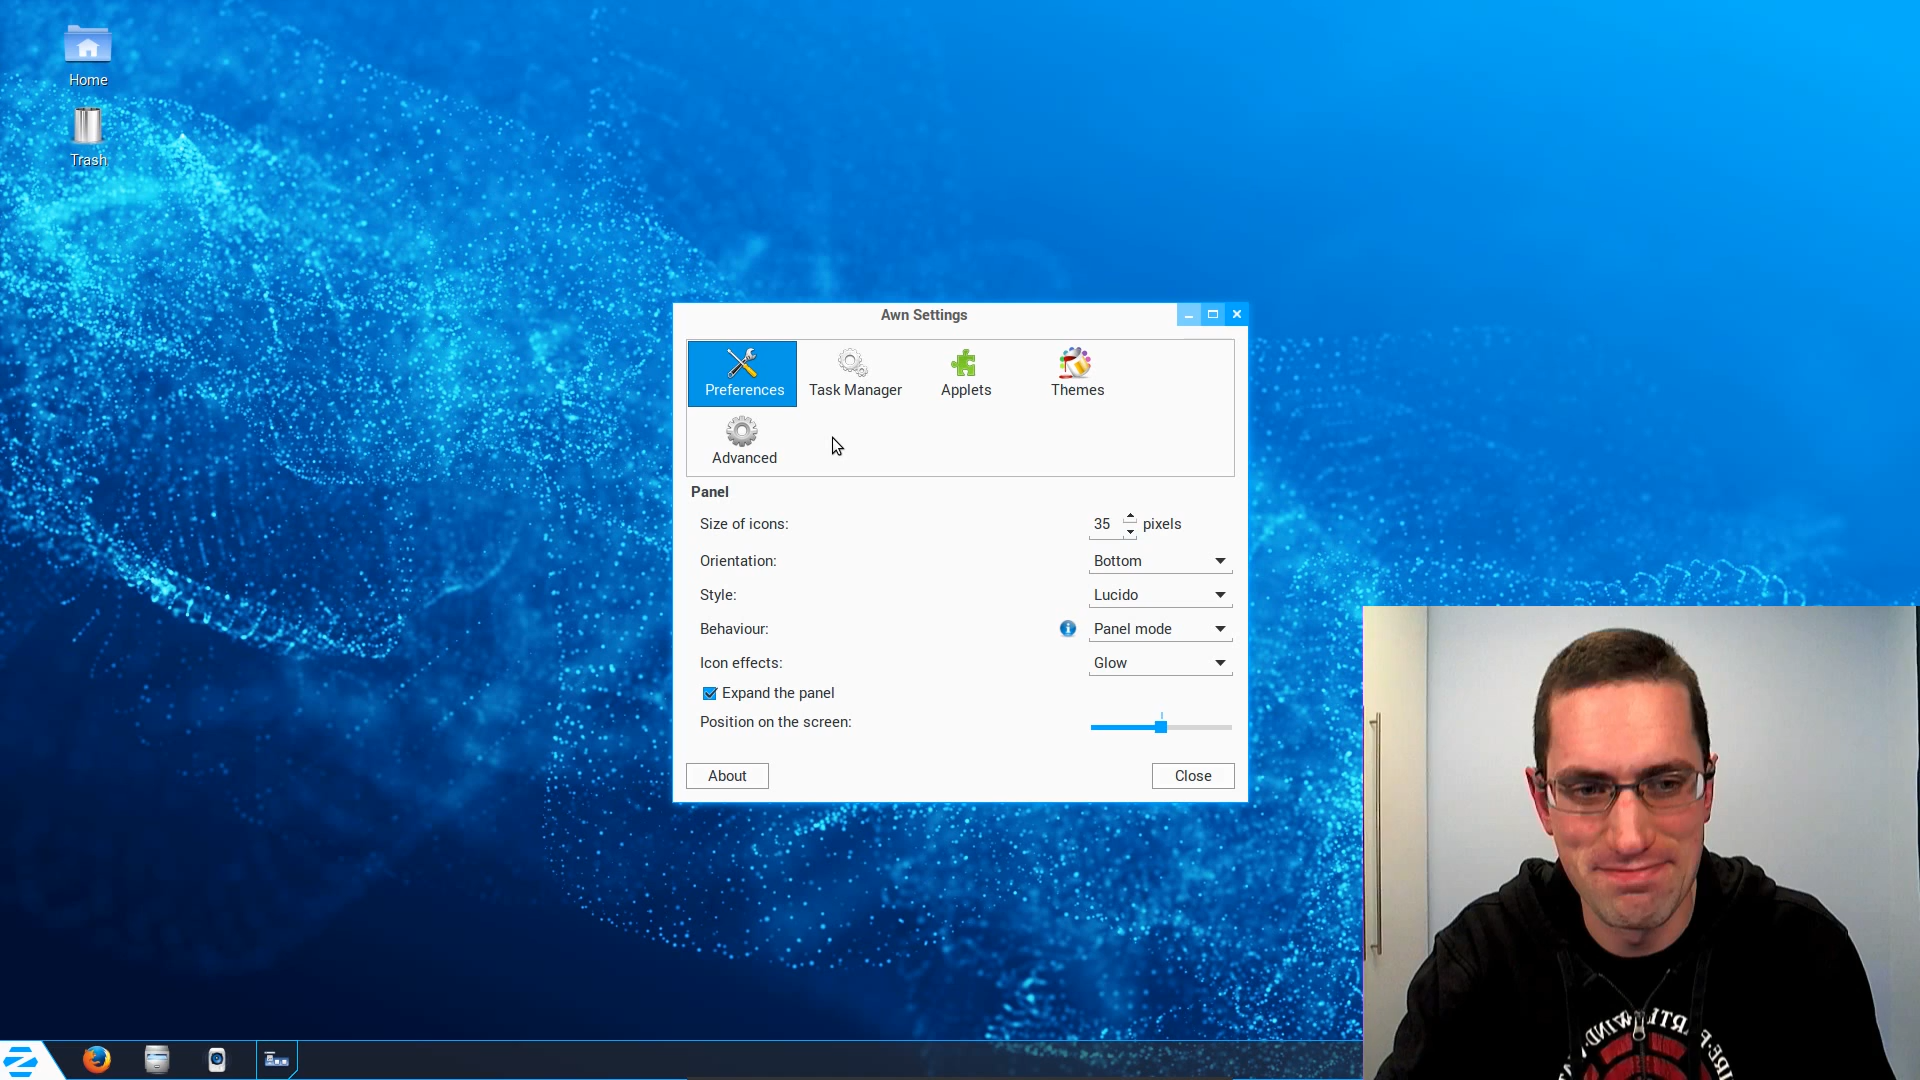 Home
Trash
Awn Settings
Preferences
Task Manager
Applets
Themes
Advanced
Panel
Size of icons:
35 pixels
Orientation:
Bottom
Style:
Lucido
Behaviour:
Panel mode
Icon effects:
Glow
Expand the panel
Position on the screen:
About
Close